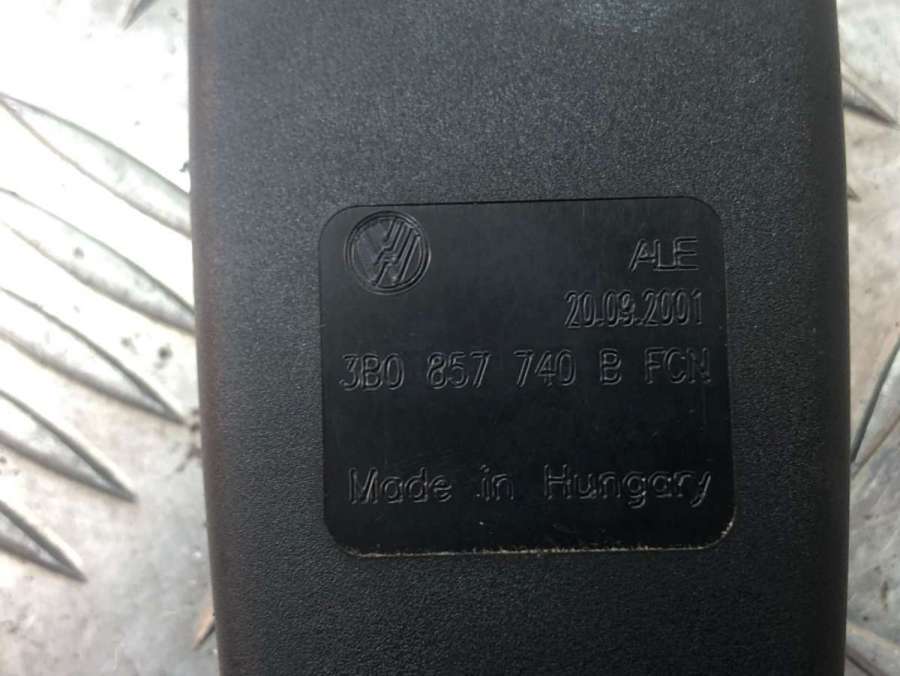 ALE
20.09.2001
3B0 857 740 B FCN
Made in Hungary